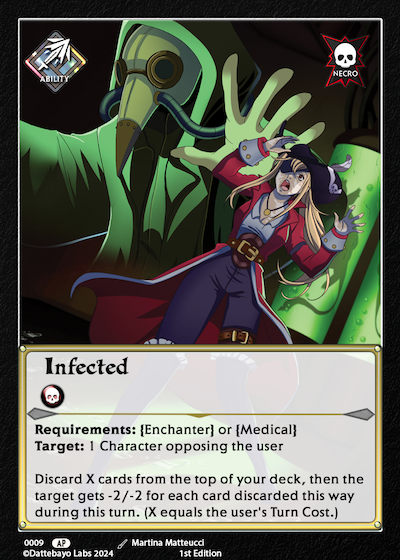 ABILITY
NECRO
Infected
Requirements: {Enchanter} or {Medical}
Target: 1 Character opposing the user
Discard X cards from the top of your deck, then the
target gets -2/-2 for each card discarded this way
during this turn. (X equals the user's Turn Cost.)
0009 AP Martina Matteucci
©Dattebayo Labs 2024 1st Edition